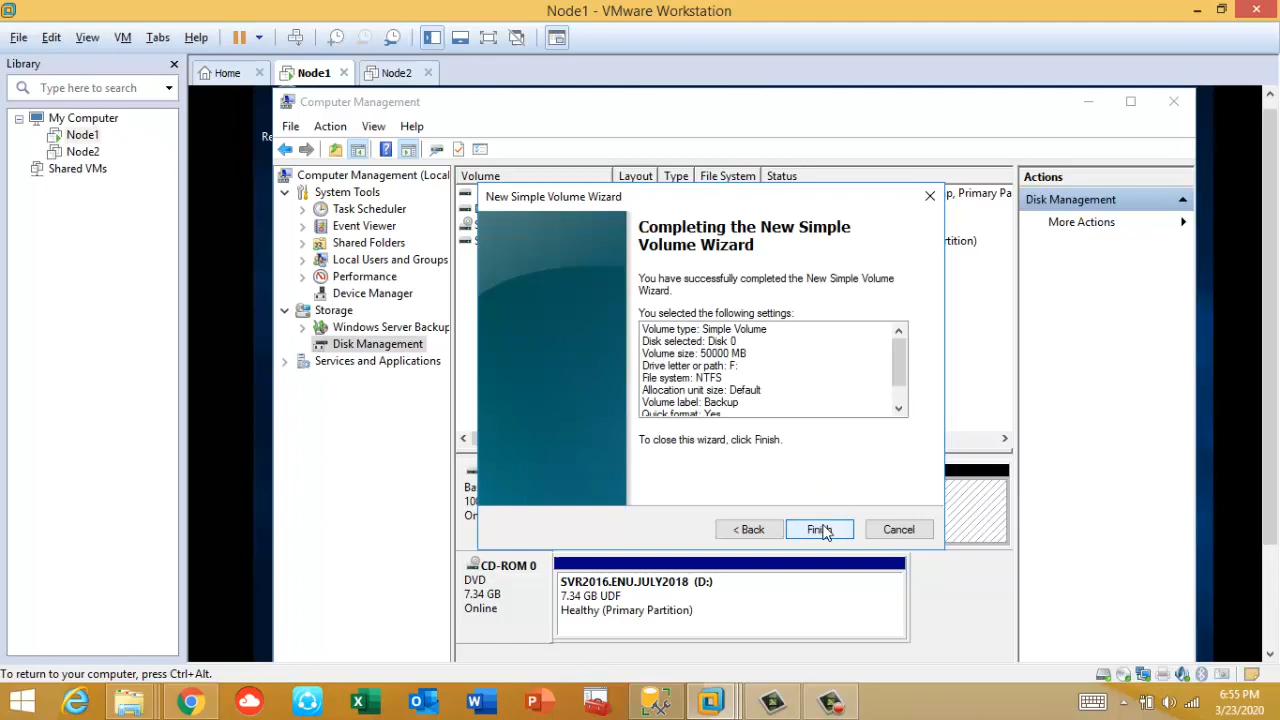 Node1 - VMware Workstation
File Edit View VM Tabs Help
Library
Type here to search
My Computer
Node1
Node2
Shared VMs
Home
Node1
Node2
Computer Management
File Action View Help
Computer Management (Local
System Tools
Task Scheduler
Event Viewer
Shared Folders
Local Users and Groups
Performance
Device Manager
Storage
Windows Server Backup
Disk Management
Services and Applications
Volume Layout Type File System Status
Actions
Disk Management
More Actions
New Simple Volume Wizard
Completing the New Simple
Volume Wizard
You have successfully completed the New Simple Volume
Wizard.
You selected the following settings:
Volume type: Simple Volume
Disk selected: Disk 0
Volume size: 50000 MB
Drive letter or path: F:
File system: NTFS
Allocation unit size: Default
Volume label: Backup
Quick format: Yes
To close this wizard, click Finish.
< Back Finish Cancel
p, Primary Pa
rtition)
Ba
100
On
CD-ROM 0
DVD
7.34 GB
Online
SVR2016.ENU.JULY2018 (D:)
7.34 GB UDF
Healthy (Primary Partition)
To return to your computer, press Ctrl+Alt.
6:55 PM
3/23/2020